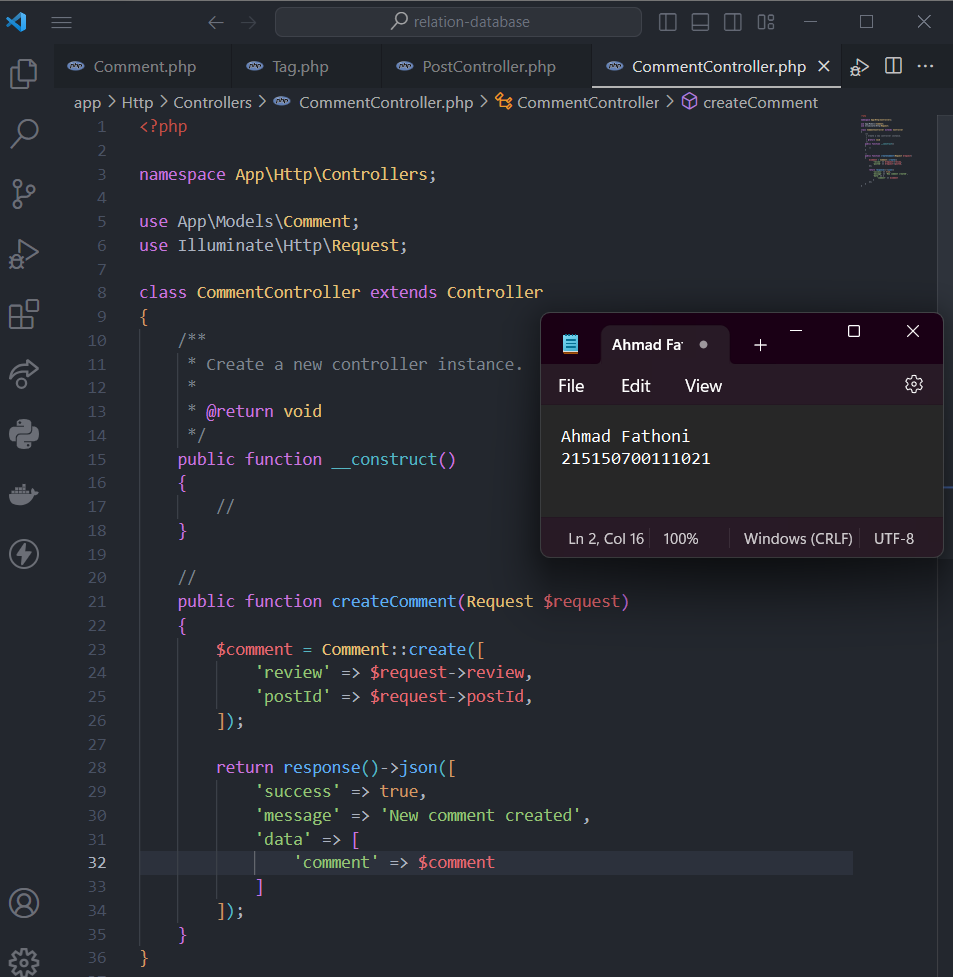 relation-database
Comment.php
Tag.php
PostController.php
CommentController.php
app > Http > Controllers > CommentController.php > CommentController > createComment
1 <?php
2
3 namespace App\Http\Controllers;
4
5 use App\Models\Comment;
6 use Illuminate\Http\Request;
7
8 class CommentController extends Controller
9 {
10 /**
11 * Create a new controller instance.
12 *
13 * @return void
14 */
15 public function __construct()
16 {
17 //
18 }
19
20 //
21 public function createComment(Request $request)
22 {
23 $comment = Comment::create([
24 'review' => $request->review,
25 'postId' => $request->postId,
26 ]);
27
28 return response()->json([
29 'success' => true,
30 'message' => 'New comment created',
31 'data' => [
32 'comment' => $comment
33 ]
34 ]);
35 }
36 }
Ahmad Fa
File Edit View
Ahmad Fathoni
215150700111021
Ln 2, Col 16 100% Windows (CRLF) UTF-8